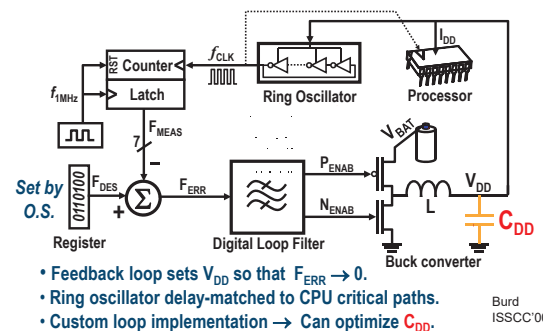 I_DD
RST
Counter
f_CLK
Latch
Ring Oscillator
Processor
f_1MHz
F_MEAS
7
V_BAT
Set by
O.S.
0110100
F_DES
+
−
Σ
F_ERR
P_ENAB
N_ENAB
V_DD
L
C_DD
Register
Digital Loop Filter
Buck converter
• Feedback loop sets V_DD so that F_ERR → 0.
• Ring oscillator delay-matched to CPU critical paths.
• Custom loop implementation → Can optimize C_DD.
Burd